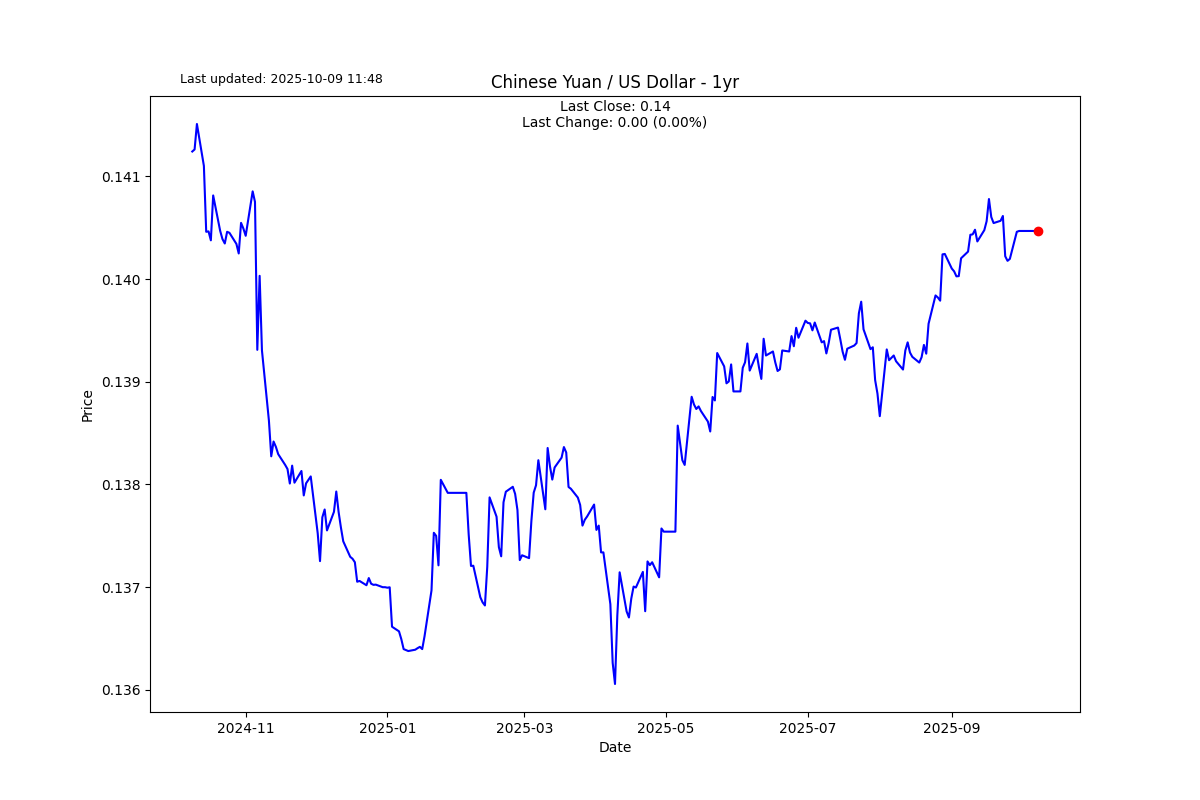 Last updated: 2025-10-09 11:48
Chinese Yuan / US Dollar - 1yr
Last Close: 0.14
Last Change: 0.00 (0.00%)
0.141
0.140
0.139
0.138
0.137
0.136
Price
2024-11
2025-01
2025-03
2025-05
2025-07
2025-09
Date